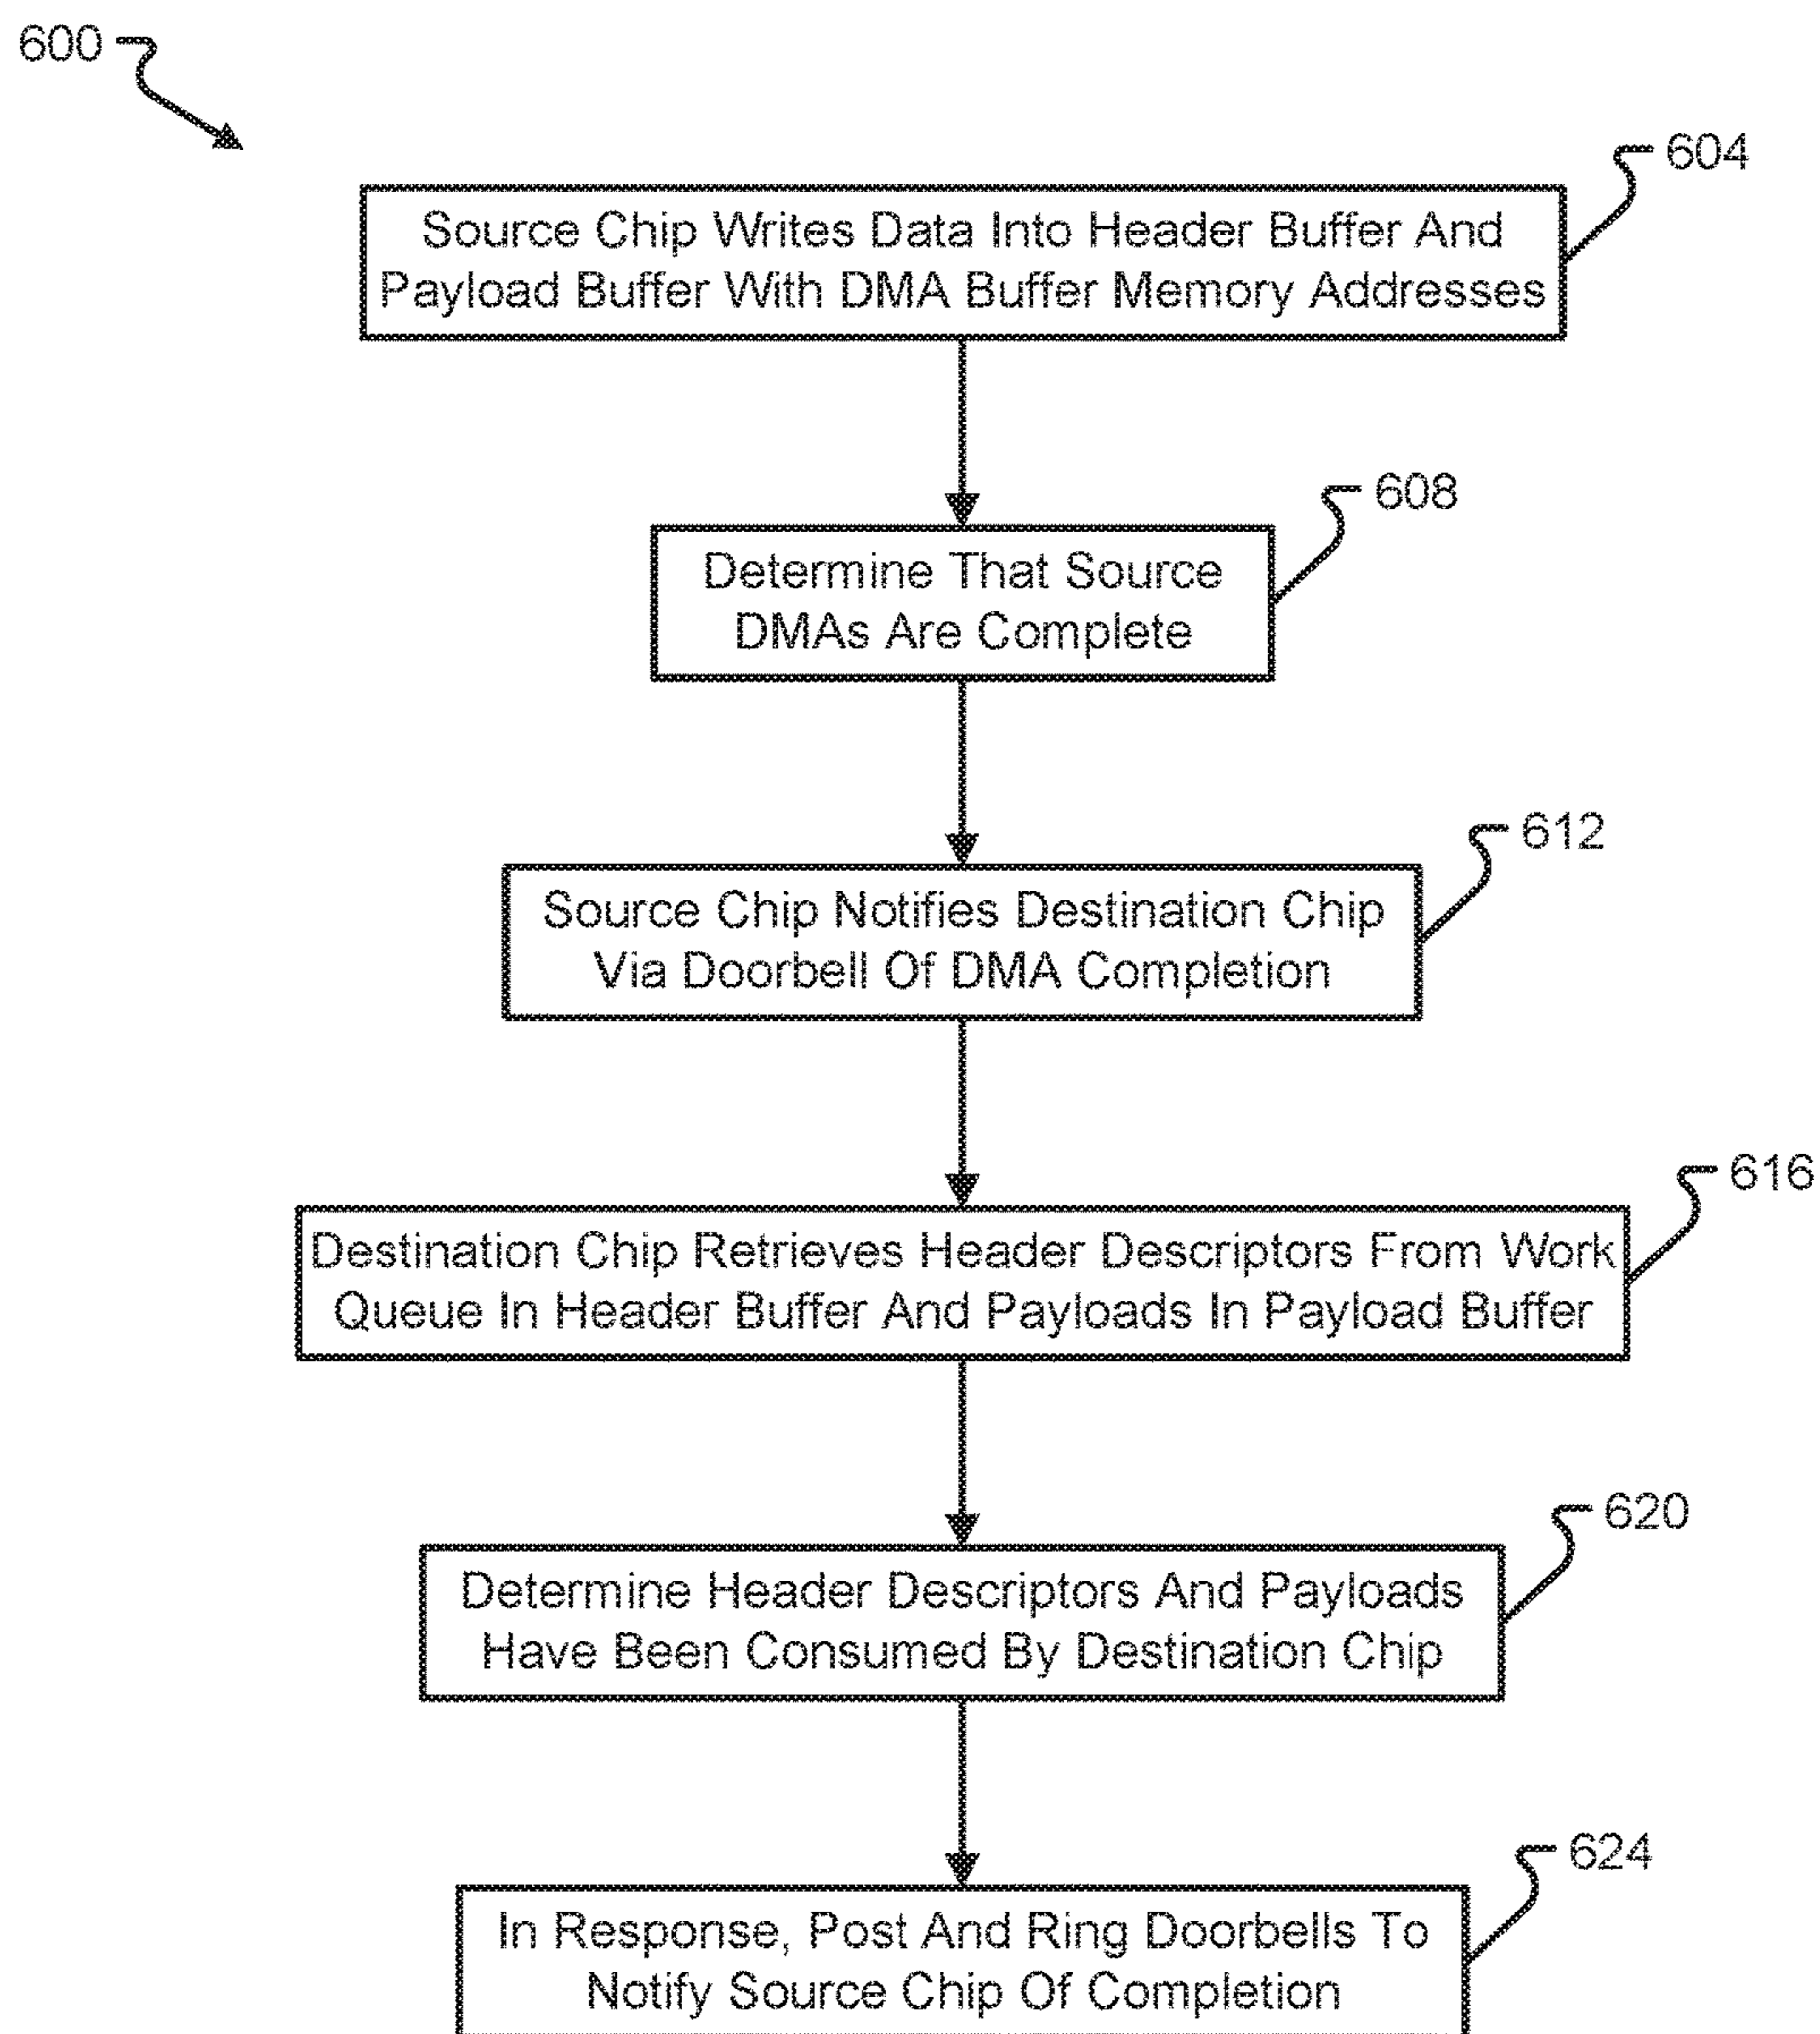 600
604
Source Chip Writes Data Into Header Buffer And
Payload Buffer With DMA Buffer Memory Addresses
608
Determine That Source
DMAs Are Complete
612
Source Chip Notifies Destination Chip
Via Doorbell Of DMA Completion
616
Destination Chip Retrieves Header Descriptors From Work
Queue In Header Buffer And Payloads In Payload Buffer
620
Determine Header Descriptors And Payloads
Have Been Consumed By Destination Chip
624
In Response, Post And Ring Doorbells To
Notify Source Chip Of Completion